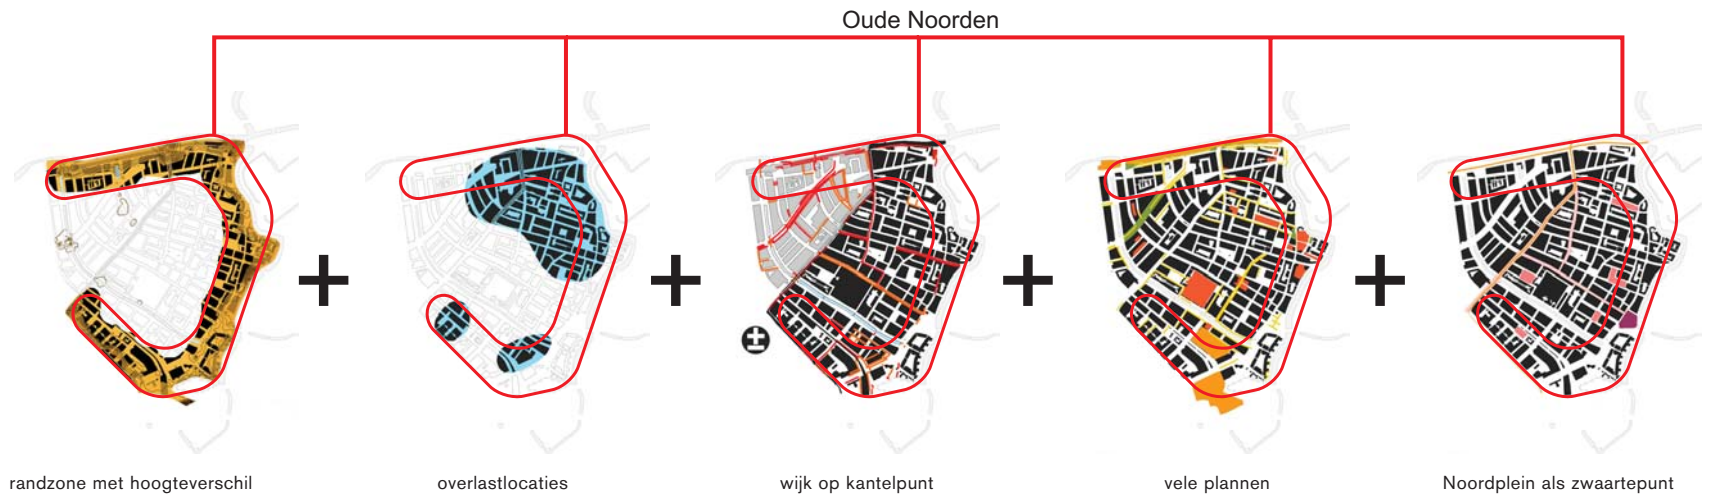 Oude Noorden
randzone met hoogteverschil
overlastlocaties
wijk op kantelpunt
vele plannen
Noordplein als zwaartepunt